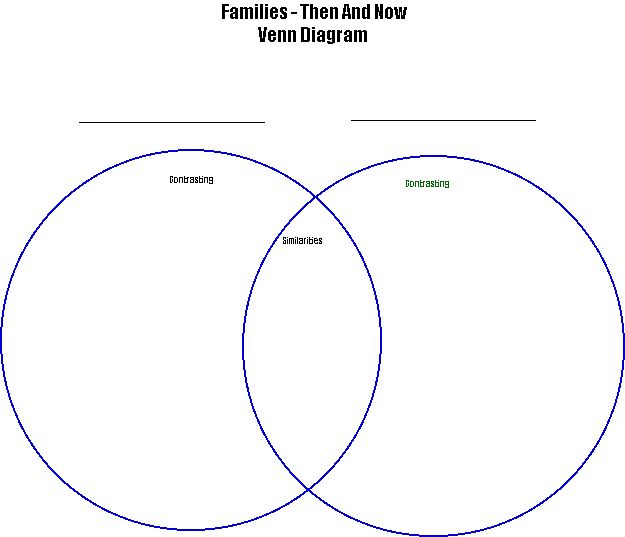 Families - Then And Now
Venn Diagram
Contrasting
Contrasting
Similarities